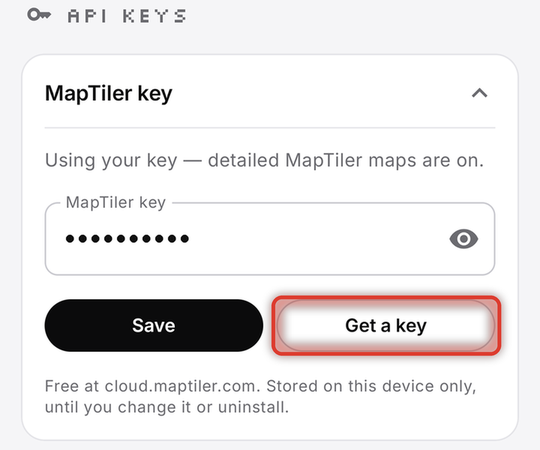 API KEYS
MapTiler key
Using your key — detailed MapTiler maps are on.
MapTiler key
••••••••••
Save
Get a key
Free at cloud.maptiler.com. Stored on this device only,
until you change it or uninstall.